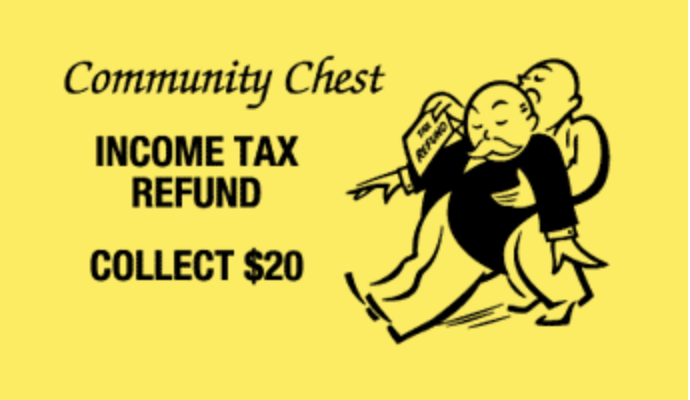 Community Chest
INCOME TAX
REFUND
COLLECT $20
TAX
REFUND